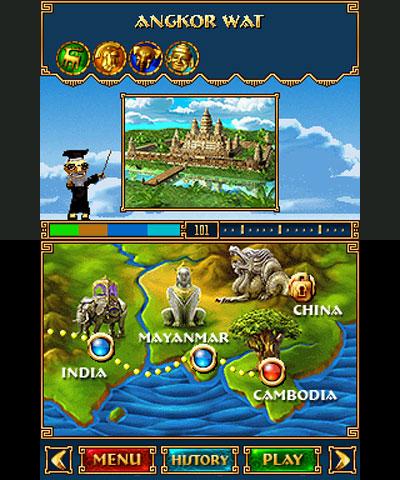 ANGKOR WAT
101
CHINA
MAYANMAR
INDIA
CAMBODIA
MENU
HISTORY
PLAY